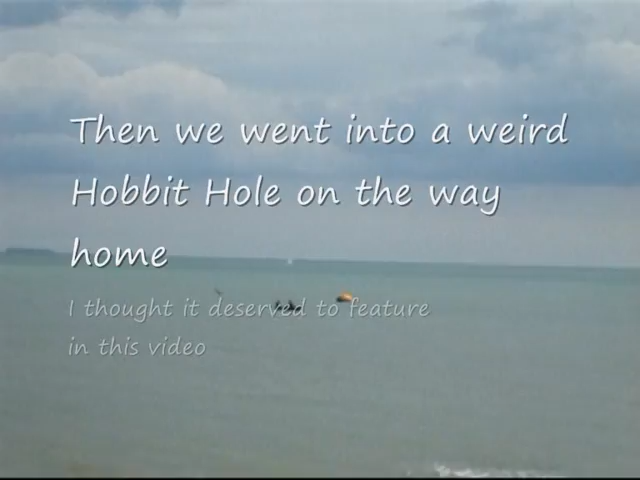 Then we went into a weird
Hobbit Hole on the way
home
I thought it deserved to feature
in this video